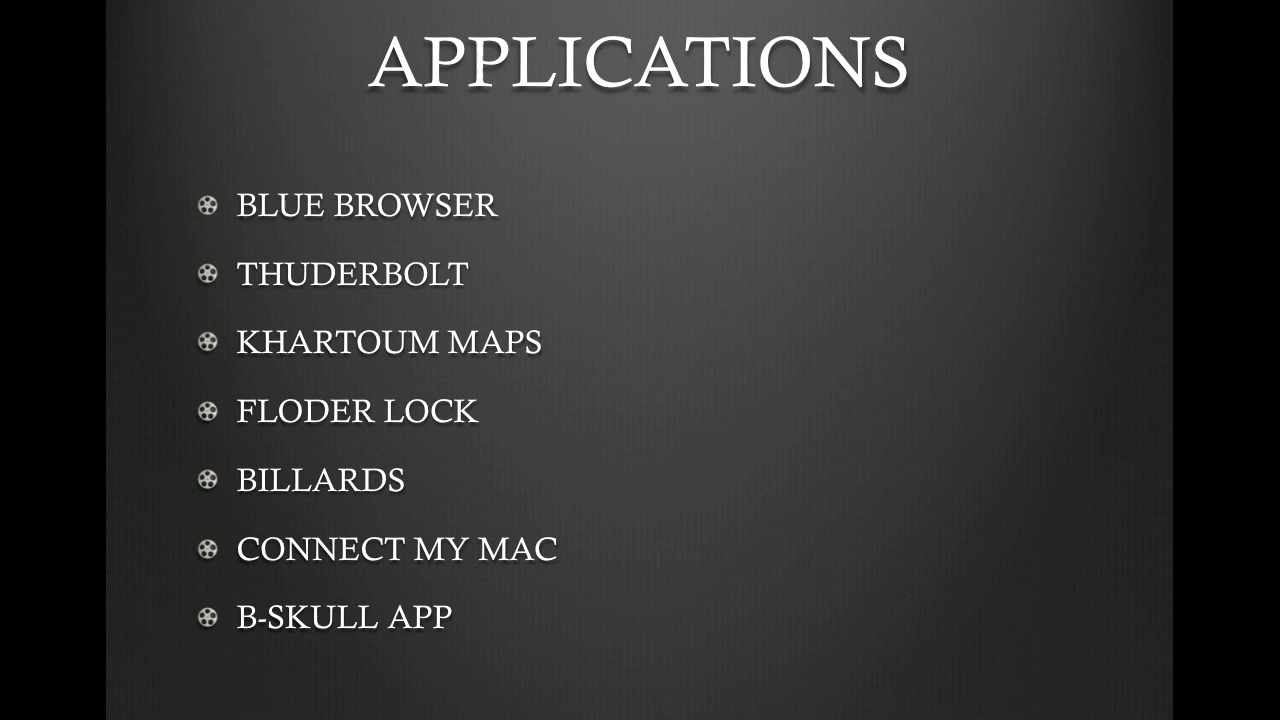 APPLICATIONS
BLUE BROWSER
THUDERBOLT
KHARTOUM MAPS
FLODER LOCK
BILLARDS
CONNECT MY MAC
B-SKULL APP